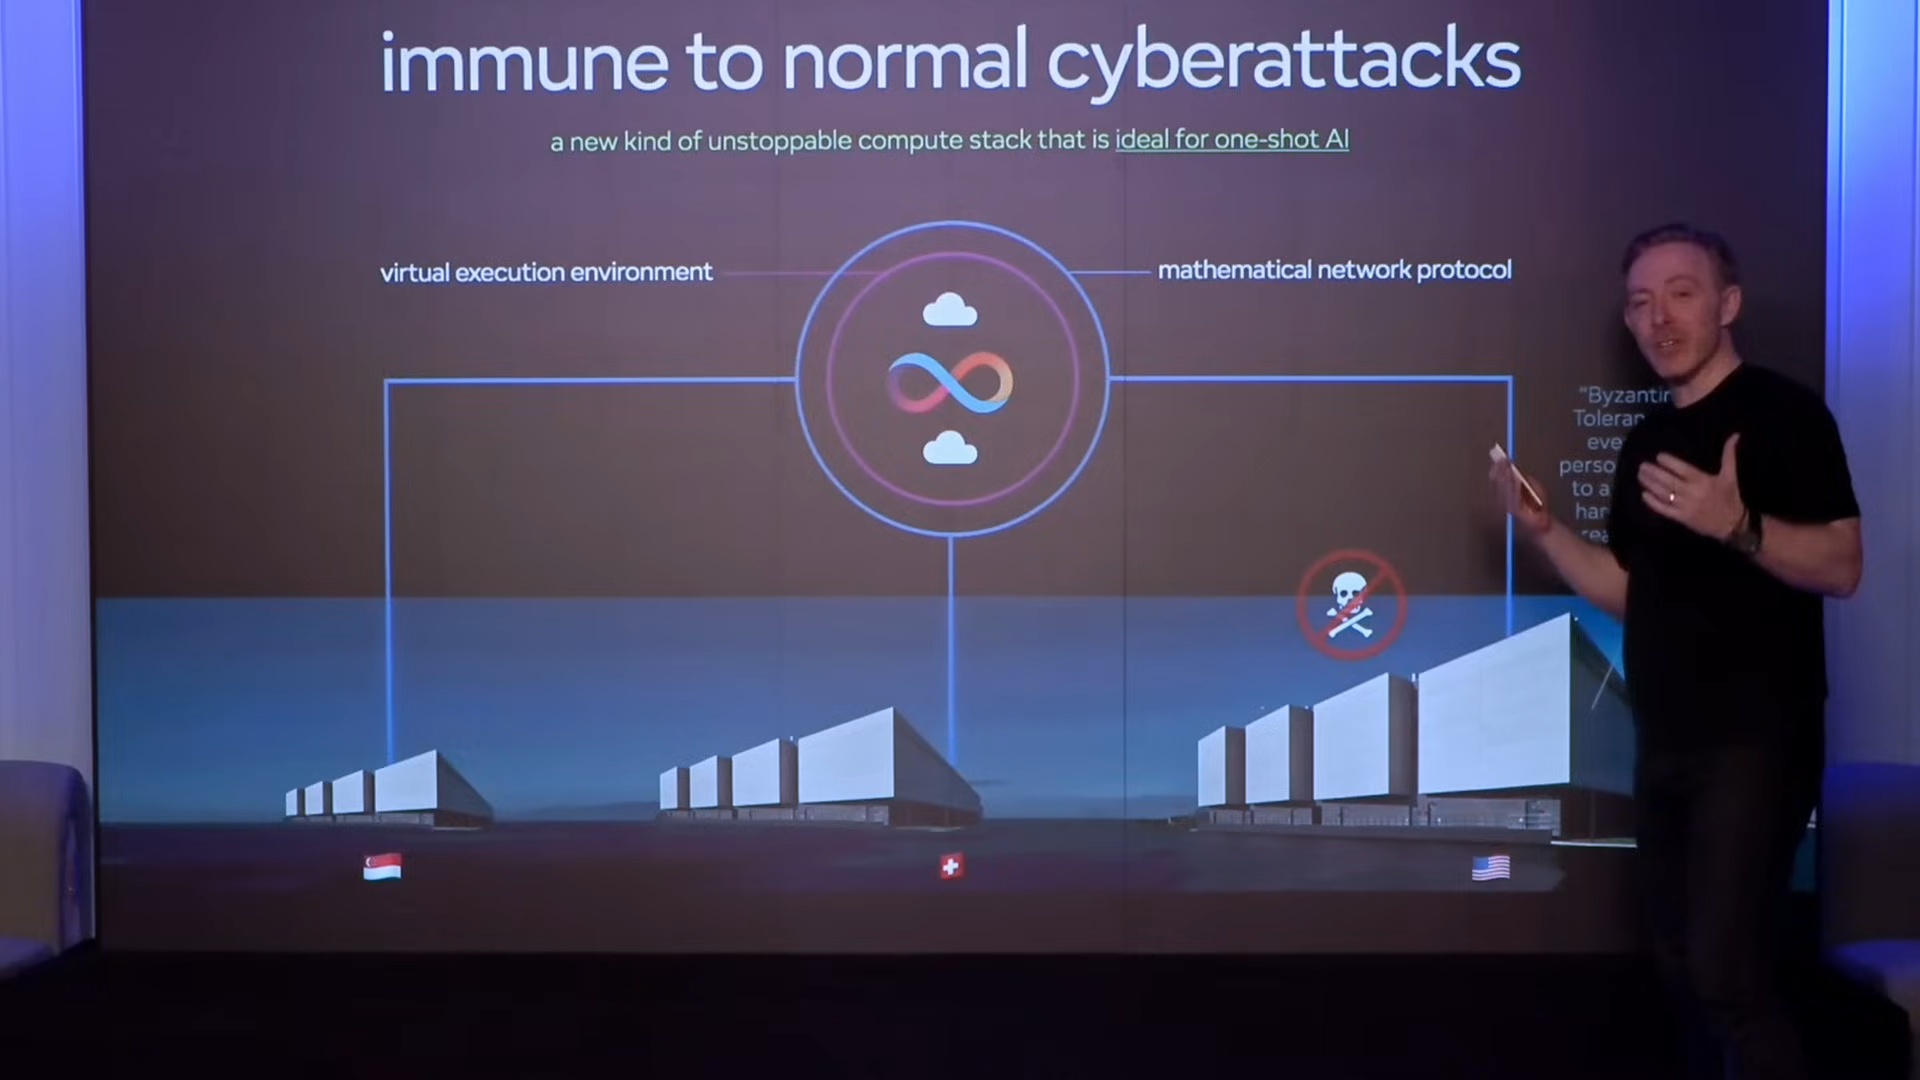 immune to normal cyberattacks
a new kind of unstoppable compute stack that is ideal for one-shot AI
virtual execution environment
mathematical network protocol
"Byzantin
Toleran
eve
perso
to a
har
rea